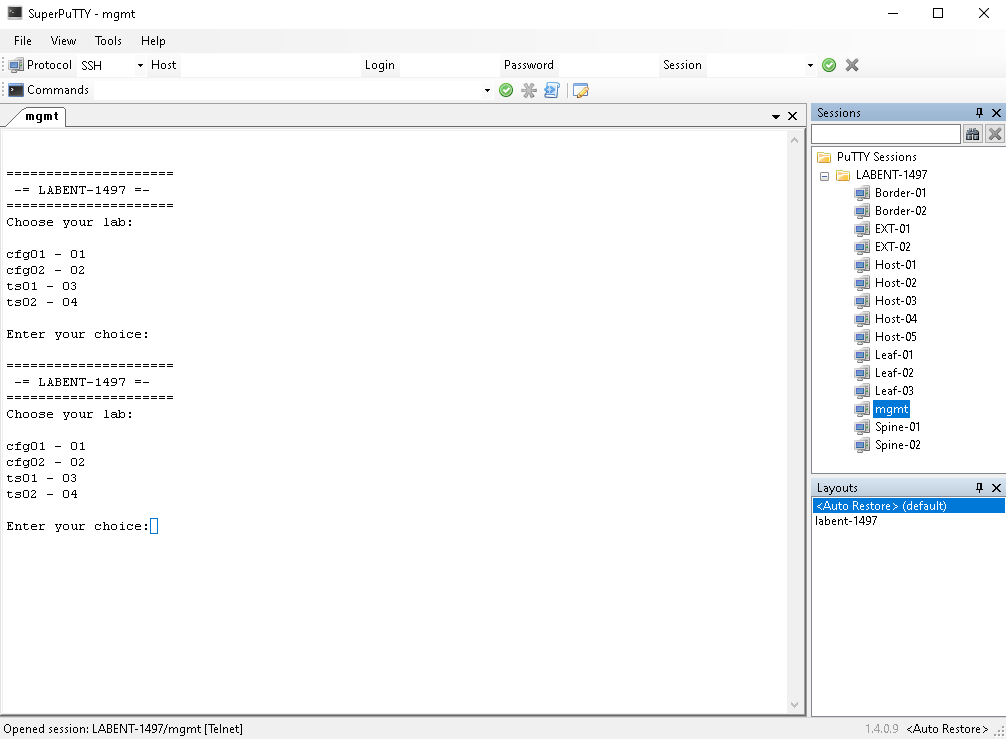 SuperPuTTY - mgmt
File View Tools Help
Protocol SSH Host Login Password Session
Commands
mgmt
=====================
-= LABENT-1497 =-
=====================
Choose your lab:
cfg01 - 01
cfg02 - 02
ts01 - 03
ts02 - 04
Enter your choice:
=====================
-= LABENT-1497 =-
=====================
Choose your lab:
cfg01 - 01
cfg02 - 02
ts01 - 03
ts02 - 04
Enter your choice:
Sessions
PuTTY Sessions
LABENT-1497
Border-01
Border-02
EXT-01
EXT-02
Host-01
Host-02
Host-03
Host-04
Host-05
Leaf-01
Leaf-02
Leaf-03
mgmt
Spine-01
Spine-02
Layouts
<Auto Restore> (default)
labent-1497
Opened session: LABENT-1497/mgmt [Telnet]
1.4.0.9 <Auto Restore>